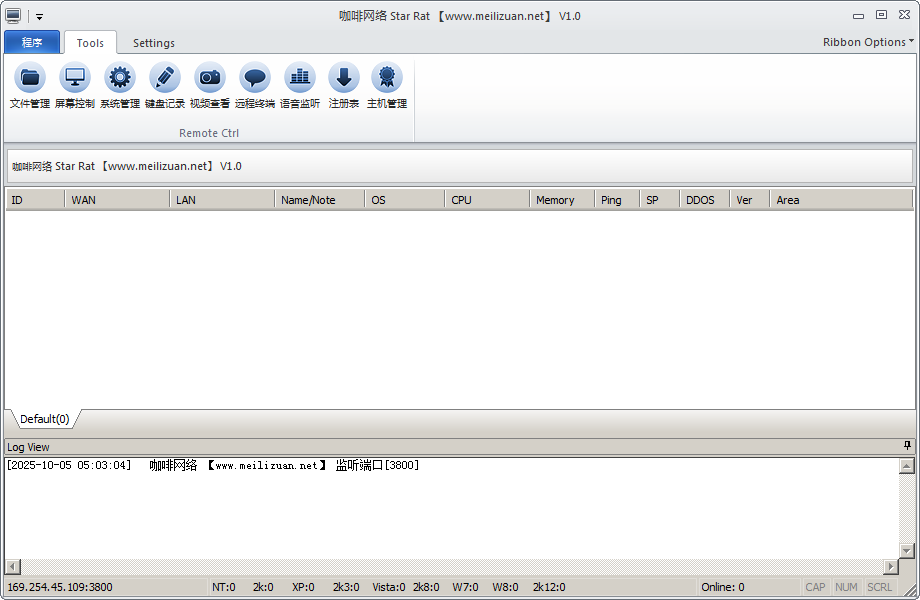 咖啡网络 Star Rat 【www.meilizuan.net】 V1.0
程序 Tools Settings Ribbon Options
文件管理 屏幕控制 系统管理 键盘记录 视频查看 远程终端 语音监听 注册表 主机管理
Remote Ctrl
咖啡网络 Star Rat 【www.meilizuan.net】 V1.0
ID WAN LAN Name/Note OS CPU Memory Ping SP DDOS Ver Area
Default(0)
Log View
[2025-10-05 05:03:04] 咖啡网络 【www.meilizuan.net】 监听端口[3800]
169.254.45.109:3800 NT:0 2k:0 XP:0 2k3:0 Vista:0 2k8:0 W7:0 W8:0 2k12:0 Online: 0 CAP NUM SCRL